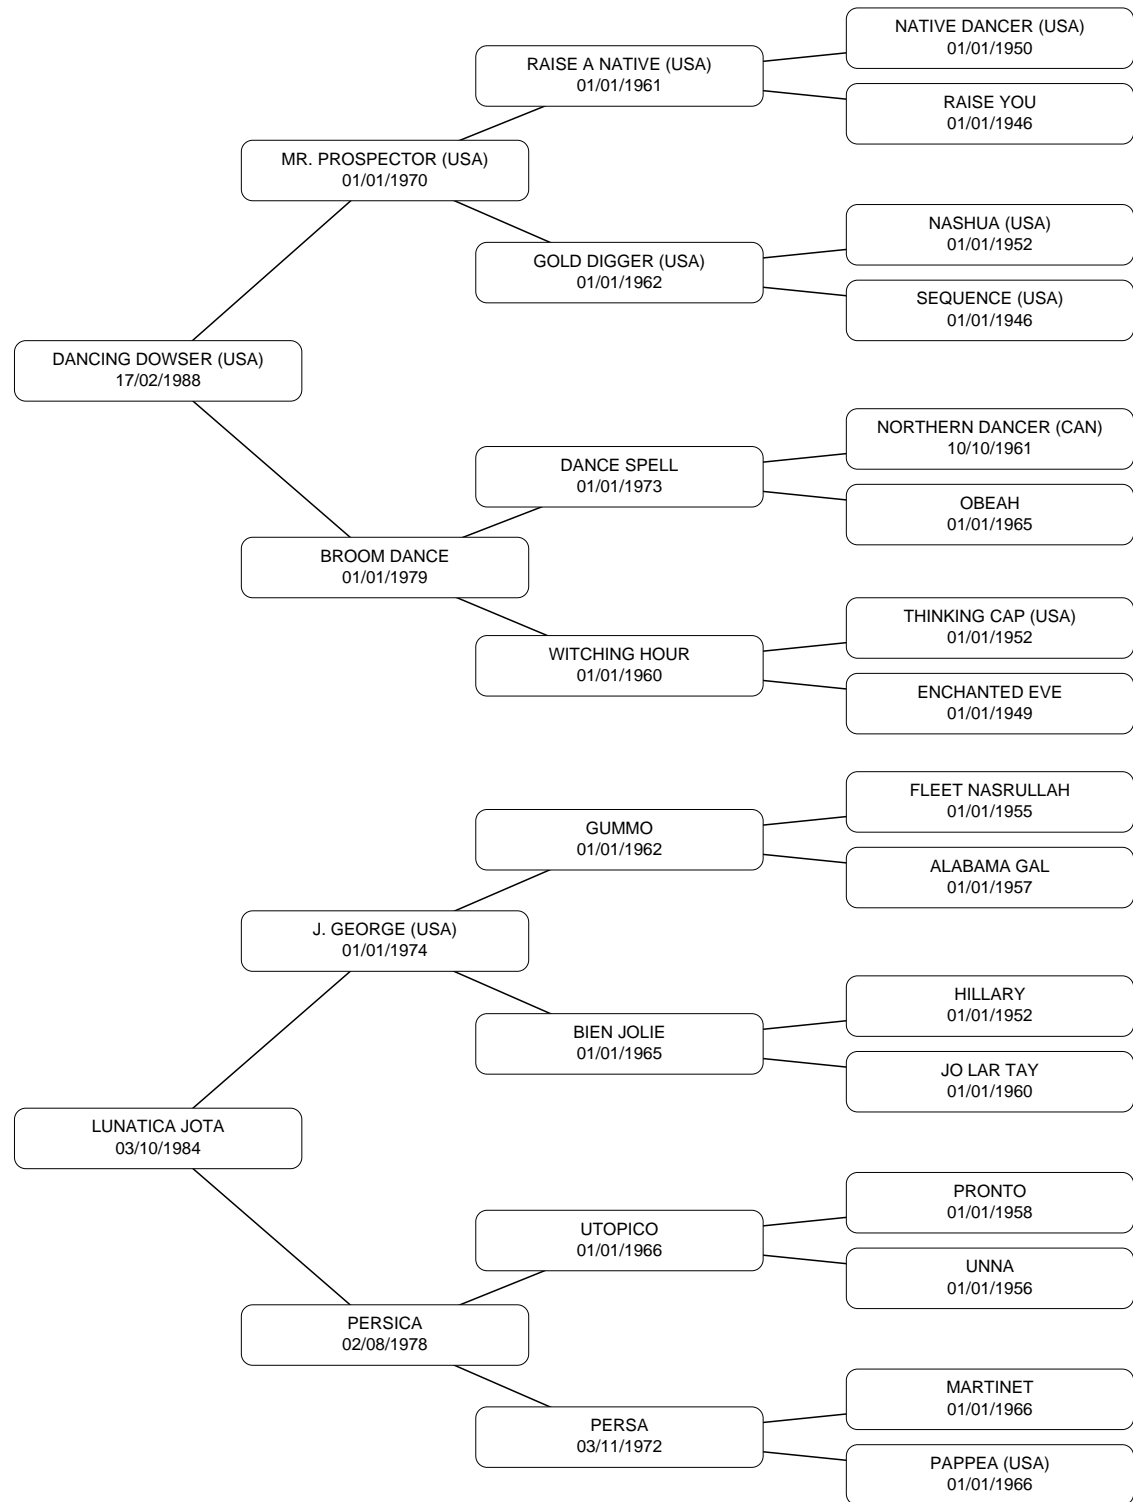 NATIVE DANCER (USA)
01/01/1950
RAISE A NATIVE (USA)
01/01/1961
RAISE YOU
01/01/1946
MR. PROSPECTOR (USA)
01/01/1970
NASHUA (USA)
01/01/1952
GOLD DIGGER (USA)
01/01/1962
SEQUENCE (USA)
01/01/1946
DANCING DOWSER (USA)
17/02/1988
NORTHERN DANCER (CAN)
10/10/1961
DANCE SPELL
01/01/1973
OBEAH
01/01/1965
BROOM DANCE
01/01/1979
THINKING CAP (USA)
01/01/1952
WITCHING HOUR
01/01/1960
ENCHANTED EVE
01/01/1949
FLEET NASRULLAH
01/01/1955
GUMMO
01/01/1962
ALABAMA GAL
01/01/1957
J. GEORGE (USA)
01/01/1974
HILLARY
01/01/1952
BIEN JOLIE
01/01/1965
JO LAR TAY
01/01/1960
LUNATICA JOTA
03/10/1984
PRONTO
01/01/1958
UTOPICO
01/01/1966
UNNA
01/01/1956
PERSICA
02/08/1978
MARTINET
01/01/1966
PERSA
03/11/1972
PAPPEA (USA)
01/01/1966